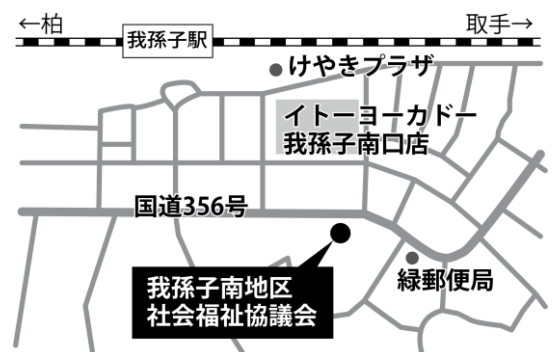 ←柏
取手→
我孫子駅
けやきプラザ
イトーヨーカドー
我孫子南口店
国道356号
緑郵便局
我孫子南地区
社会福祉協議会